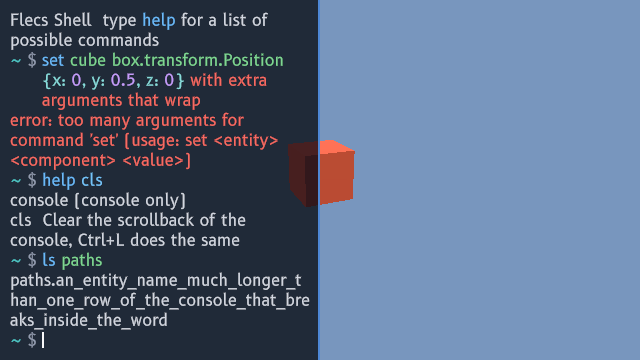 Flecs Shell  type help for a list of
possible commands
~ $ set cube box.transform.Position
{x: 0, y: 0.5, z: 0} with extra
arguments that wrap
error: too many arguments for
command 'set' [usage: set <entity>
<component> <value>]
~ $ help cls
console [console only]
cls  Clear the scrollback of the
console, Ctrl+L does the same
~ $ ls paths
paths.an_entity_name_much_longer_t
han_one_row_of_the_console_that_bre
aks_inside_the_word
~ $